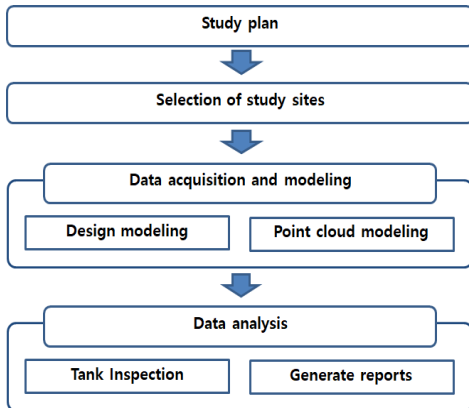 Study plan
Selection of study sites
Data acquisition and modeling
Design modeling
Point cloud modeling
Data analysis
Tank Inspection
Generate reports